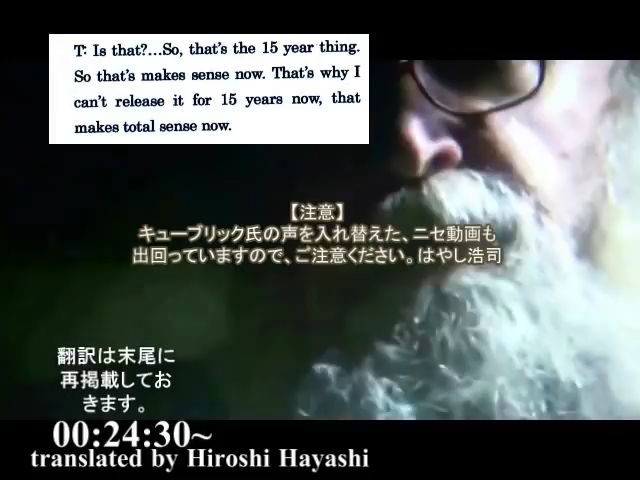 T: Is that?...So, that's the 15 year thing.
So that's makes sense now. That's why I
can't release it for 15 years now, that
makes total sense now.
【注意】
キューブリック氏の声を入れ替えた、ニセ動画も
出回っていますので、ご注意ください。はやし浩司
翻訳は末尾に
再掲載してお
きます。
00:24:30~
translated by Hiroshi Hayashi